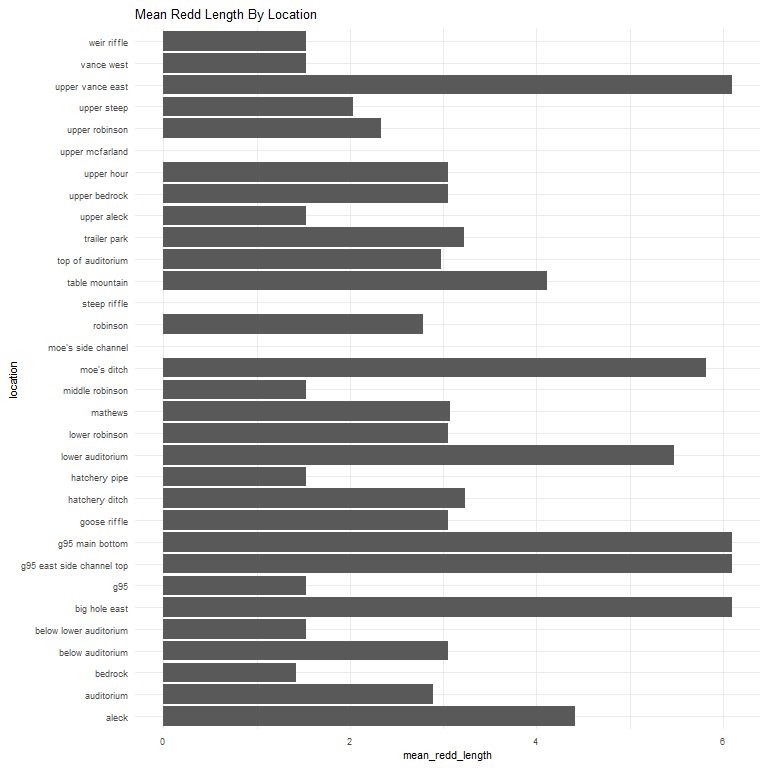 Mean Redd Length By Location
weir riffle
vance west
upper vance east
upper steep
upper robinson
upper mcfarland
upper hour
upper bedrock
upper aleck
trailer park
top of auditorium
table mountain
steep riffle
robinson
moe's side channel
moe's ditch
middle robinson
mathews
lower robinson
lower auditorium
hatchery pipe
hatchery ditch
goose riffle
g95 main bottom
g95 east side channel top
g95
big hole east
below lower auditorium
below auditorium
bedrock
auditorium
aleck
location
0 2 4 6
mean_redd_length